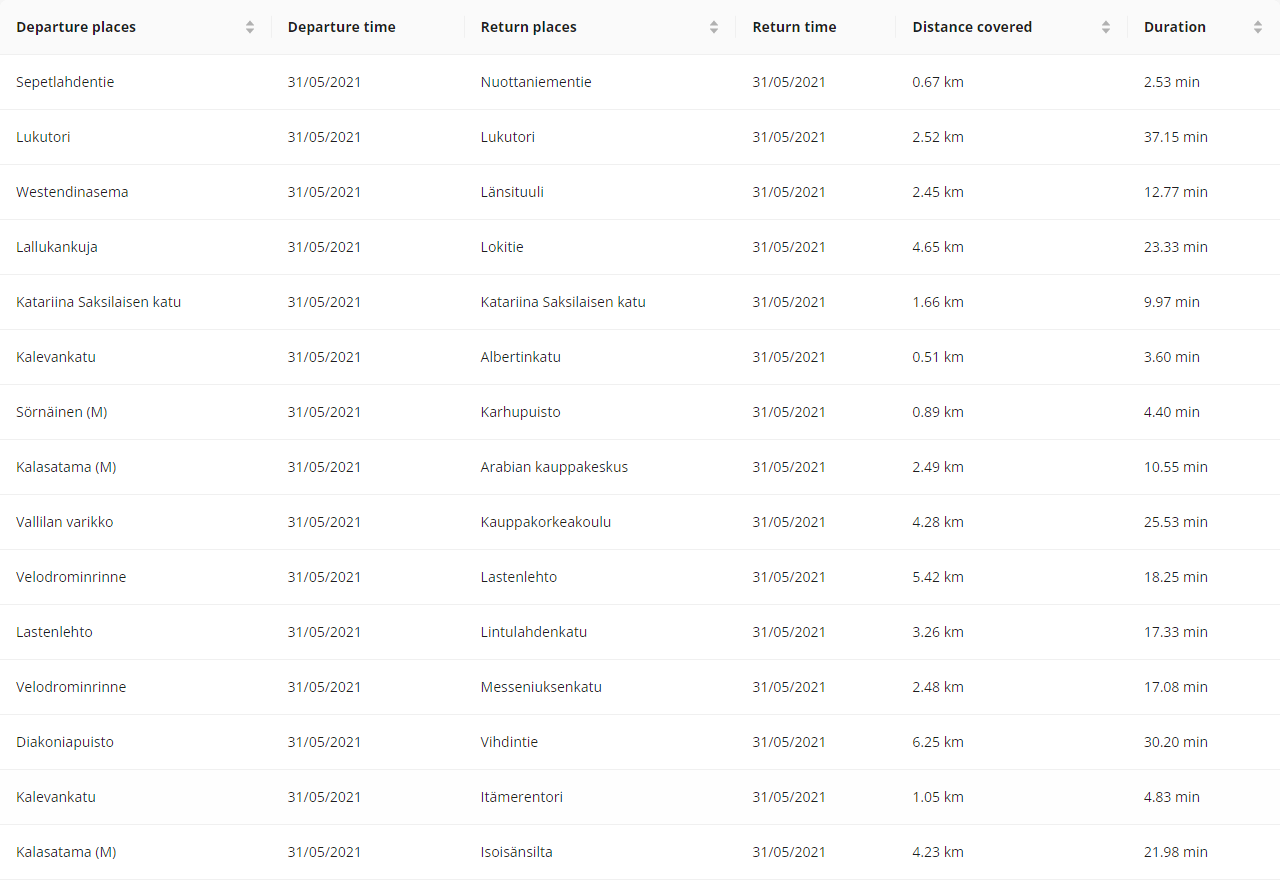 Departure places Departure time Return places Return time Distance covered Duration
Sepetlahdentie 31/05/2021 Nuottaniementie 31/05/2021 0.67 km 2.53 min
Lukutori 31/05/2021 Lukutori 31/05/2021 2.52 km 37.15 min
Westendinasema 31/05/2021 Länsituuli 31/05/2021 2.45 km 12.77 min
Lallukankuja 31/05/2021 Lokitie 31/05/2021 4.65 km 23.33 min
Katariina Saksilaisen katu 31/05/2021 Katariina Saksilaisen katu 31/05/2021 1.66 km 9.97 min
Kalevankatu 31/05/2021 Albertinkatu 31/05/2021 0.51 km 3.60 min
Sörnäinen (M) 31/05/2021 Karhupuisto 31/05/2021 0.89 km 4.40 min
Kalasatama (M) 31/05/2021 Arabian kauppakeskus 31/05/2021 2.49 km 10.55 min
Vallilan varikko 31/05/2021 Kauppakorkeakoulu 31/05/2021 4.28 km 25.53 min
Velodrominrinne 31/05/2021 Lastenlehto 31/05/2021 5.42 km 18.25 min
Lastenlehto 31/05/2021 Lintulahdenkatu 31/05/2021 3.26 km 17.33 min
Velodrominrinne 31/05/2021 Messeniuksenkatu 31/05/2021 2.48 km 17.08 min
Diakoniapuisto 31/05/2021 Vihdintie 31/05/2021 6.25 km 30.20 min
Kalevankatu 31/05/2021 Itämerentori 31/05/2021 1.05 km 4.83 min
Kalasatama (M) 31/05/2021 Isoisänsilta 31/05/2021 4.23 km 21.98 min